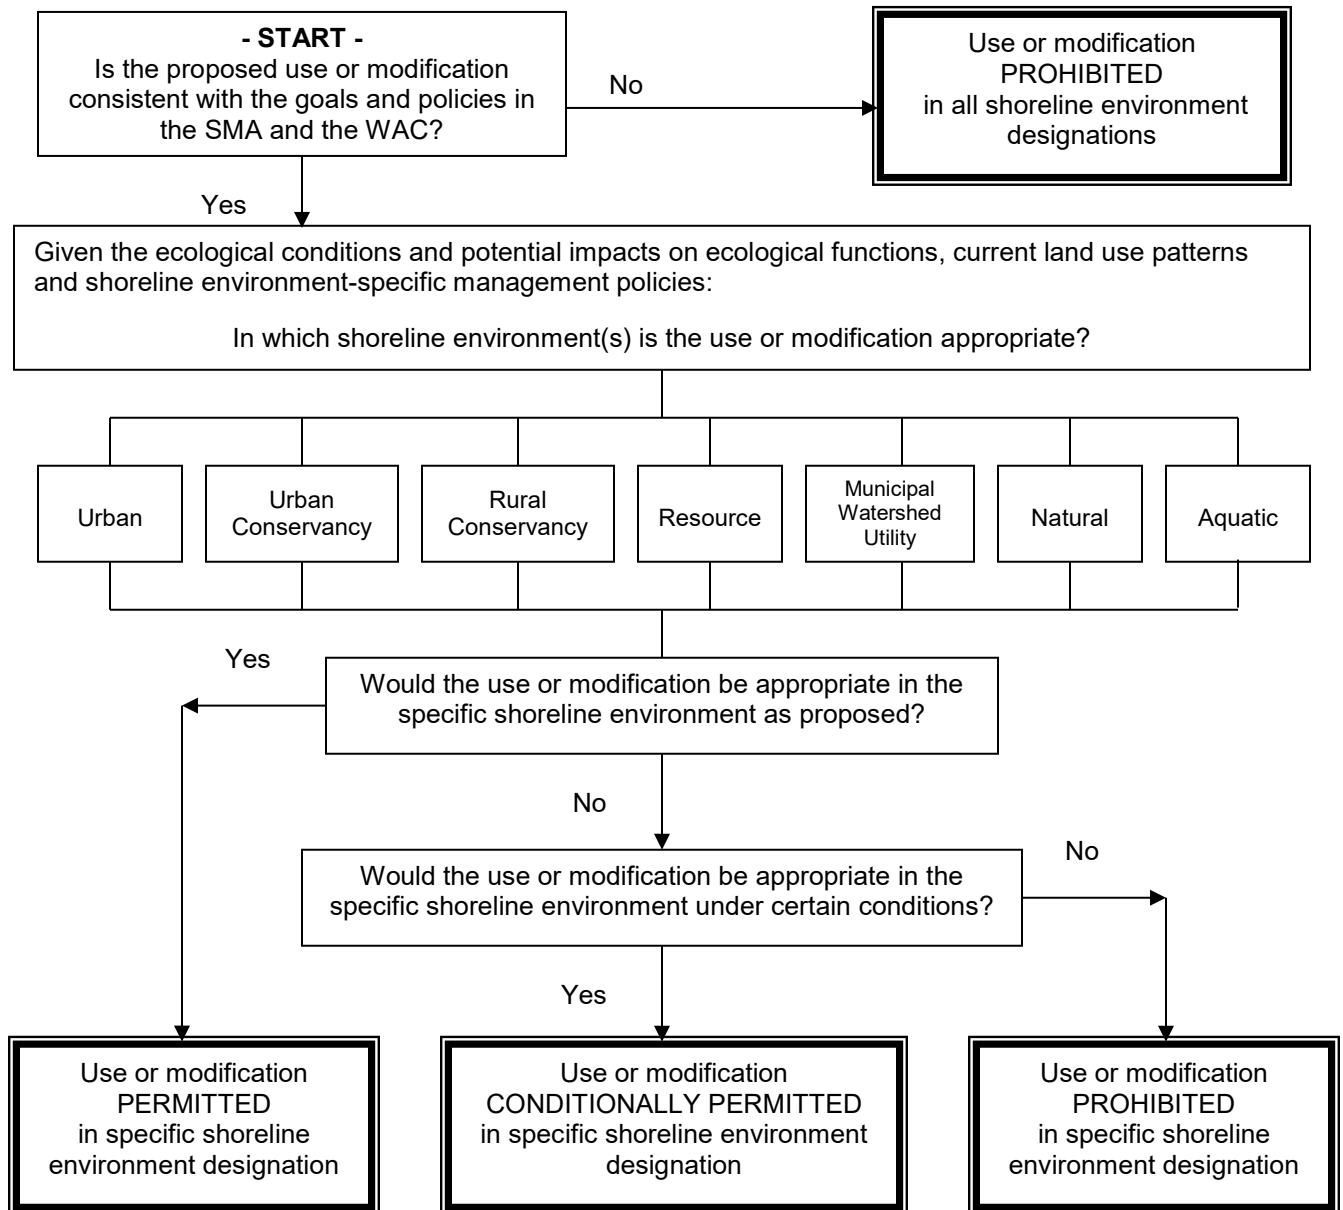 - START -
Is the proposed use or modification
consistent with the goals and policies in
the SMA and the WAC?
No
Use or modification
PROHIBITED
in all shoreline environment
designations
Yes
Given the ecological conditions and potential impacts on ecological functions, current land use patterns
and shoreline environment-specific management policies:
In which shoreline environment(s) is the use or modification appropriate?
Urban
Urban
Conservancy
Rural
Conservancy
Resource
Municipal
Watershed
Utility
Natural
Aquatic
Yes
Would the use or modification be appropriate in the
specific shoreline environment as proposed?
No
Would the use or modification be appropriate in the
specific shoreline environment under certain conditions?
No
Yes
Use or modification
PERMITTED
in specific shoreline
environment designation
Use or modification
CONDITIONALLY PERMITTED
in specific shoreline environment
designation
Use or modification
PROHIBITED
in specific shoreline
environment designation